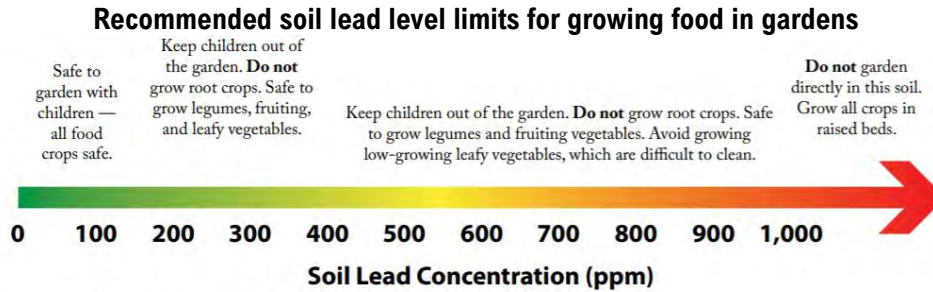 Recommended soil lead level limits for growing food in gardens
Safe to
garden with
children —
all food
crops safe.
Keep children out of
the garden. Do not
grow root crops. Safe to
grow legumes, fruiting,
and leafy vegetables.
Keep children out of the garden. Do not grow root crops. Safe
to grow legumes and fruiting vegetables. Avoid growing
low-growing leafy vegetables, which are difficult to clean.
Do not garden
directly in this soil.
Grow all crops in
raised beds.
0 100 200 300 400 500 600 700 800 900 1,000
Soil Lead Concentration (ppm)